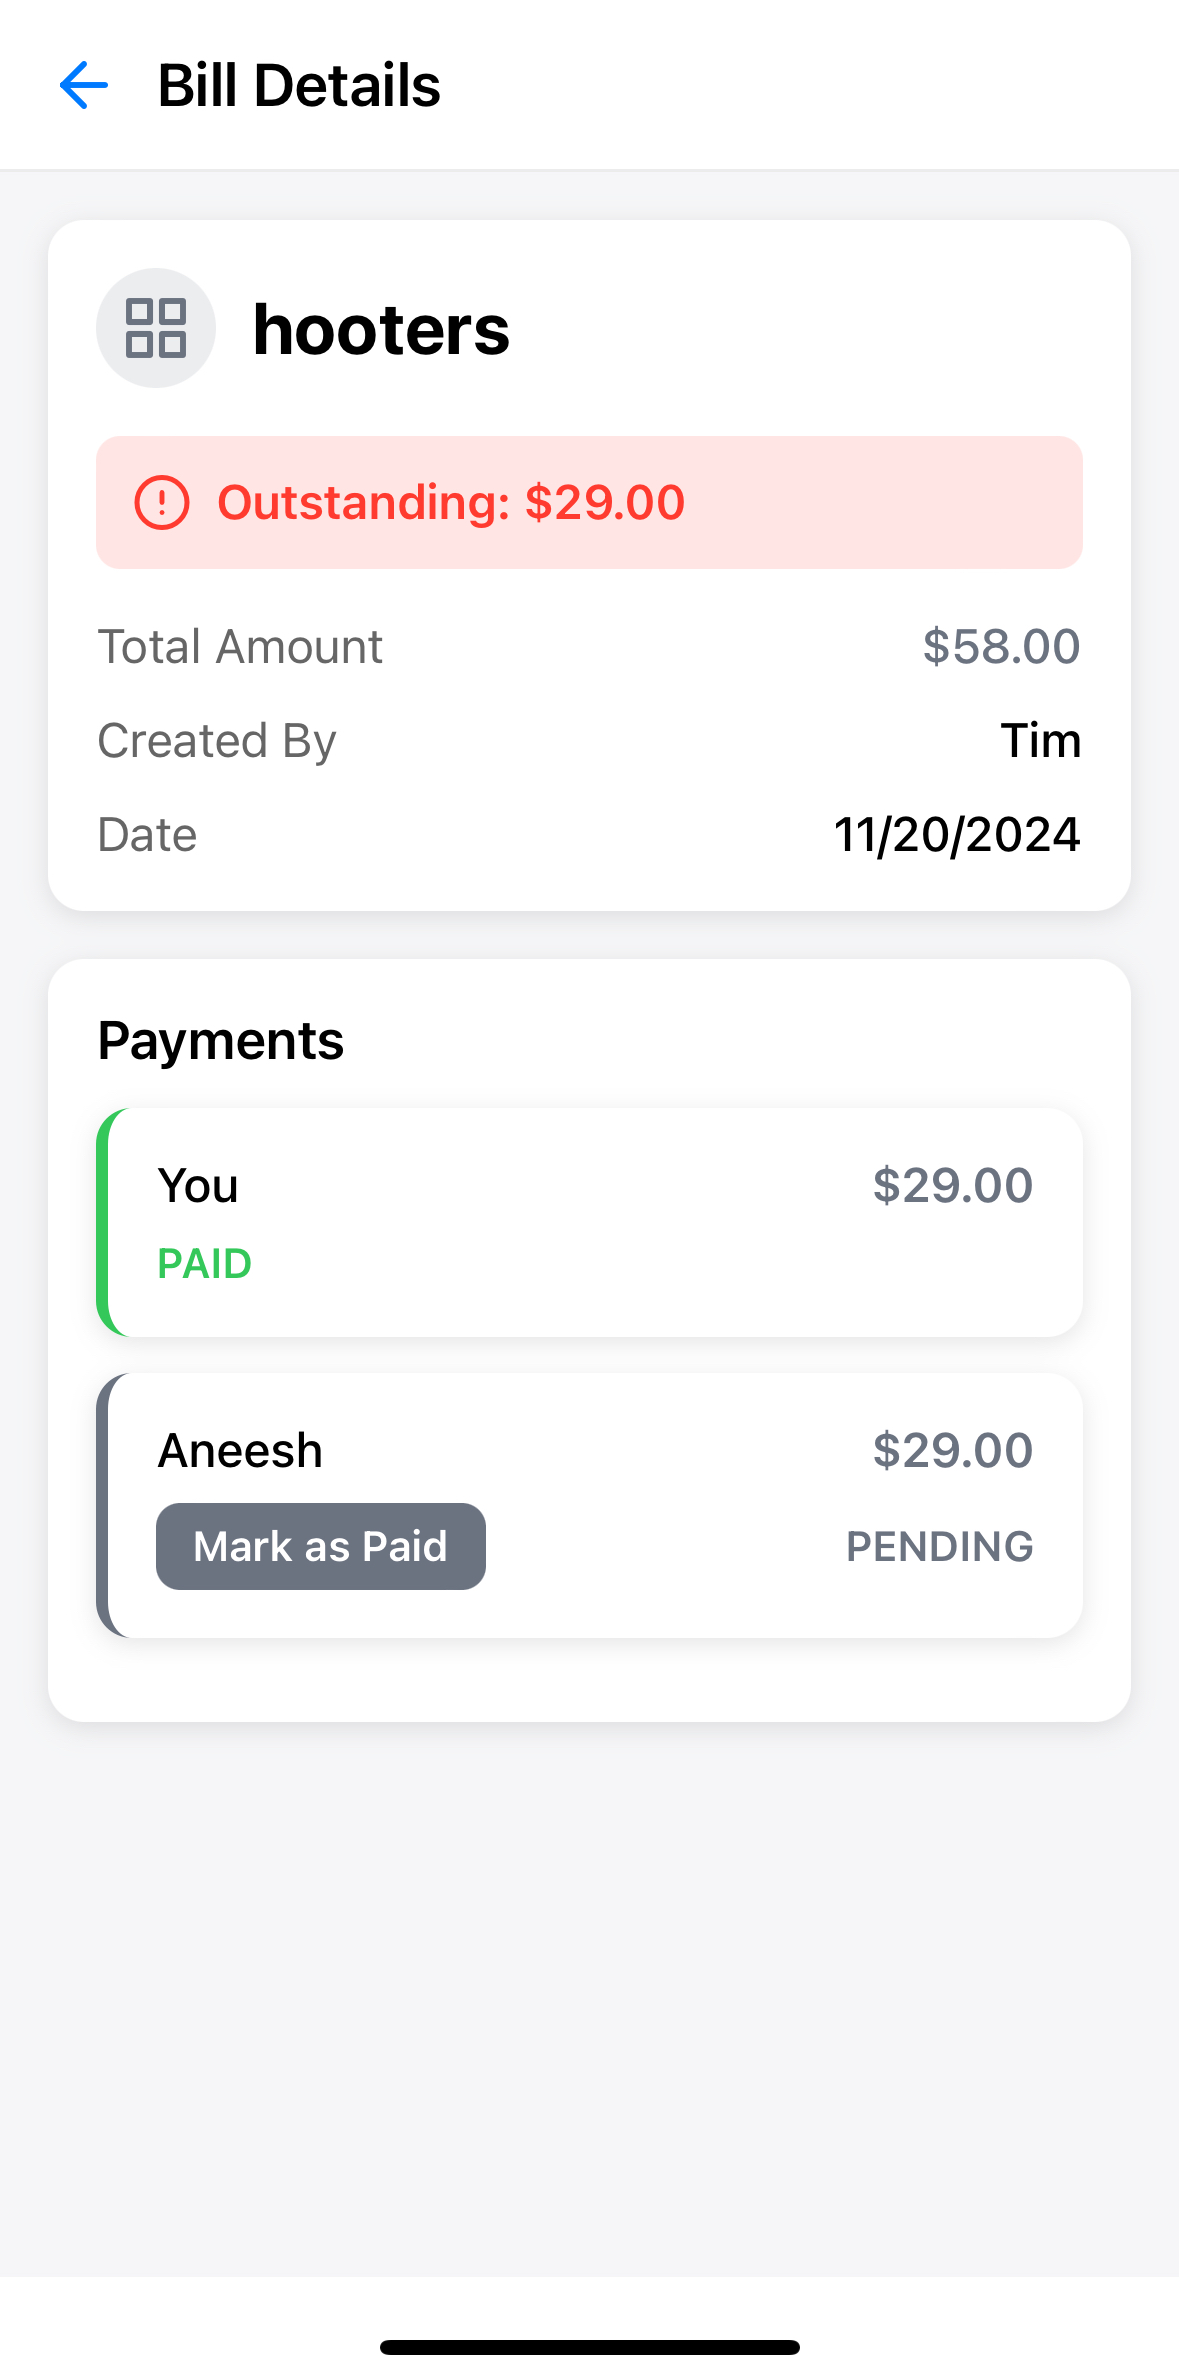 Bill Details
hooters
Outstanding: $29.00
Total Amount $58.00
Created By Tim
Date 11/20/2024
Payments
You $29.00
PAID
Aneesh $29.00
Mark as Paid PENDING